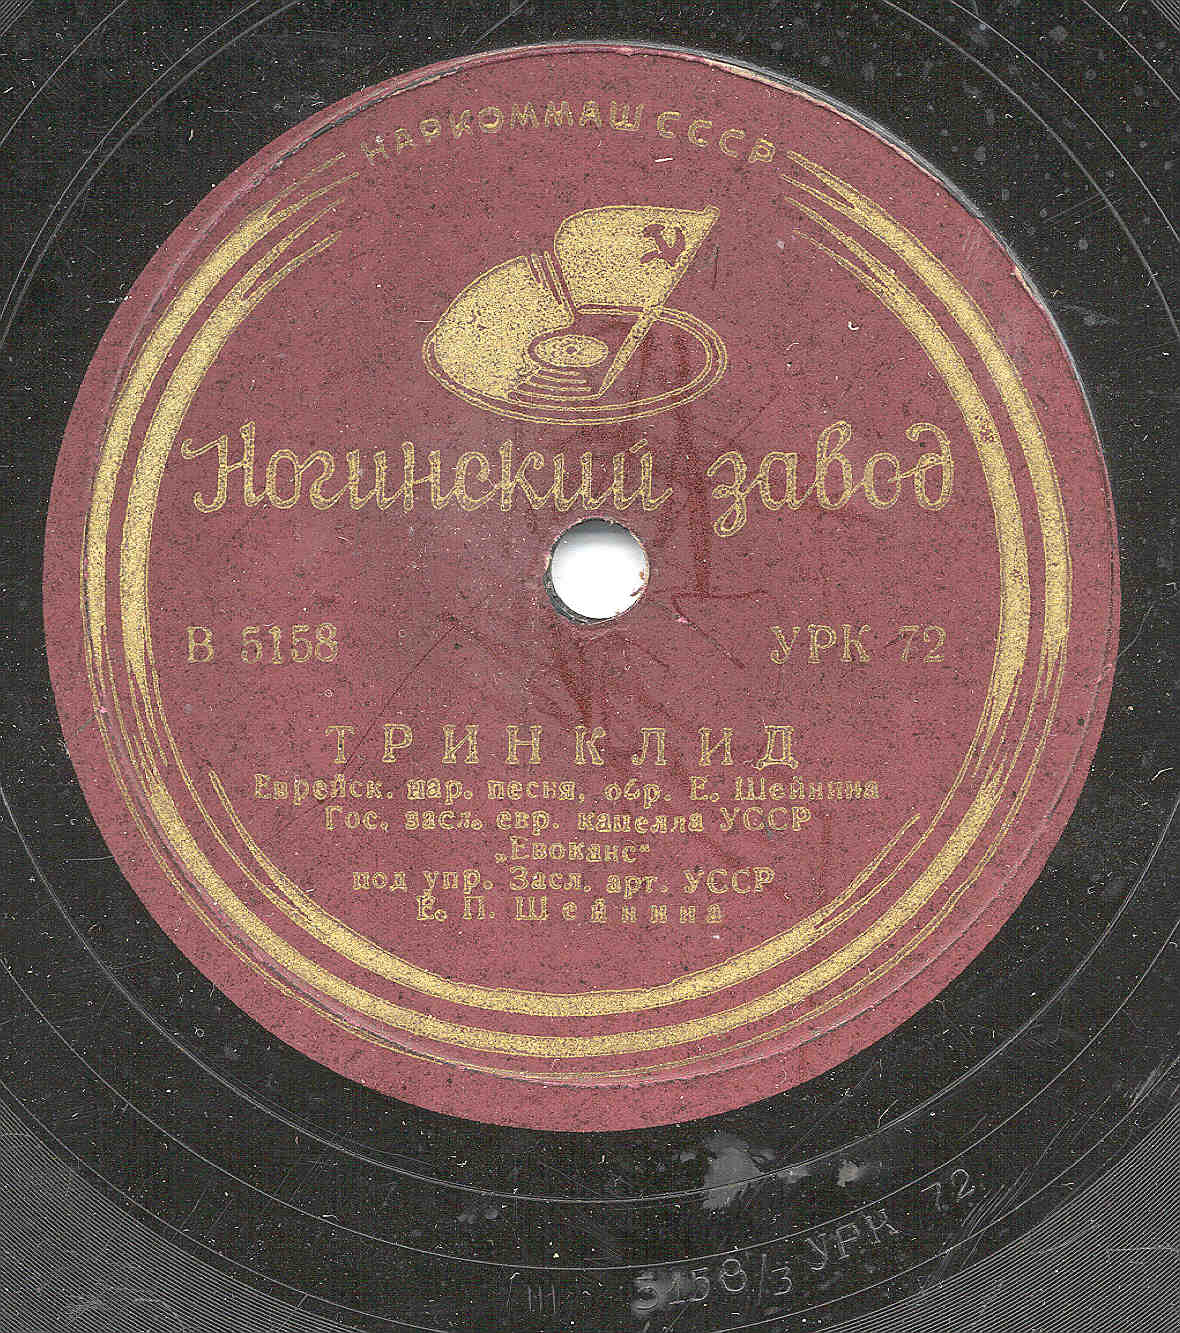 НАРКОММАШ СССР
Ногинский завод
В 5158 УРК 72
ТРИНКЛИД
Еврейск. нар. песня, обр. Е. Шейнина
Гос. засл. евр. капелла УССР
„Евоканс“
под упр. Засл. арт. УССР
Е. П. Шейнина
III 5158/3 УРК 72